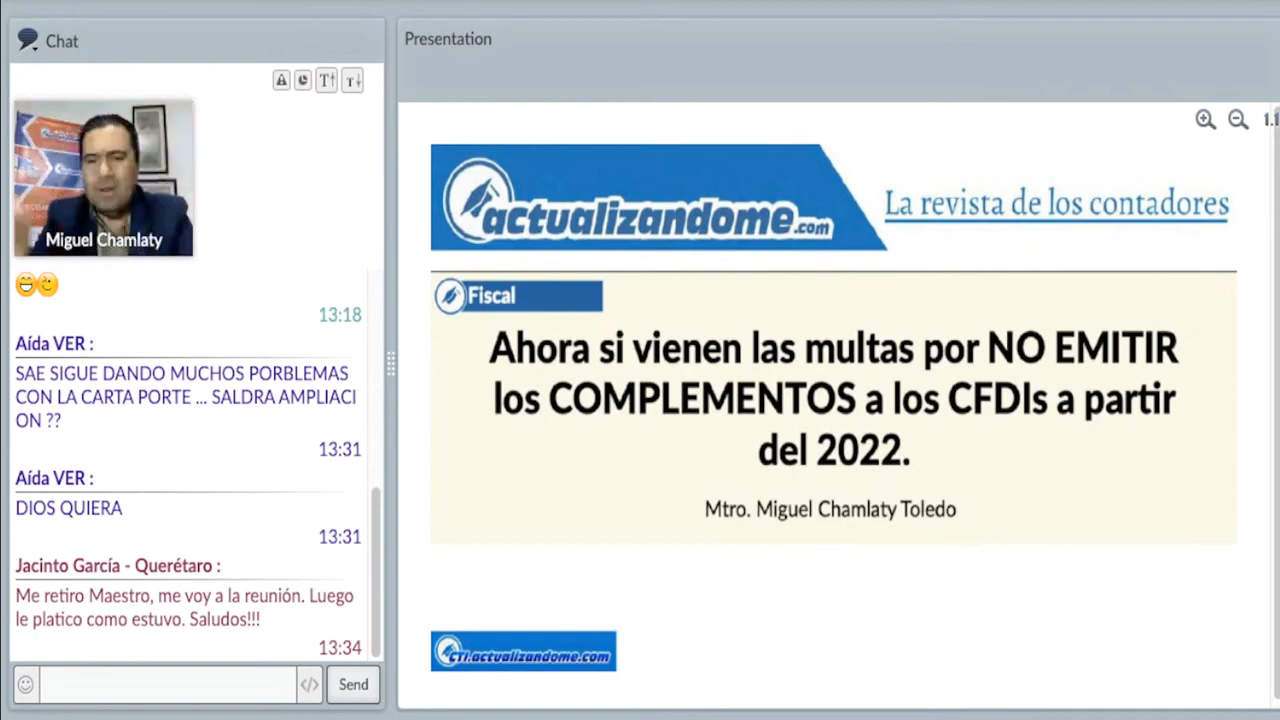 Chat
T T
Miguel Chamlaty
13:18
Aída VER :
SAE SIGUE DANDO MUCHOS PORBLEMAS
CON LA CARTA PORTE ... SALDRA AMPLIACI
ON ??
13:31
Aída VER :
DIOS QUIERA
13:31
Jacinto García - Querétaro :
Me retiro Maestro, me voy a la reunión. Luego
le platico como estuvo. Saludos!!!
13:34
Send
Presentation
actualizandome.com
La revista de los contadores
Fiscal
Ahora si vienen las multas por NO EMITIR
los COMPLEMENTOS a los CFDIs a partir
del 2022.
Mtro. Miguel Chamlaty Toledo
CTI.actualizandome.com